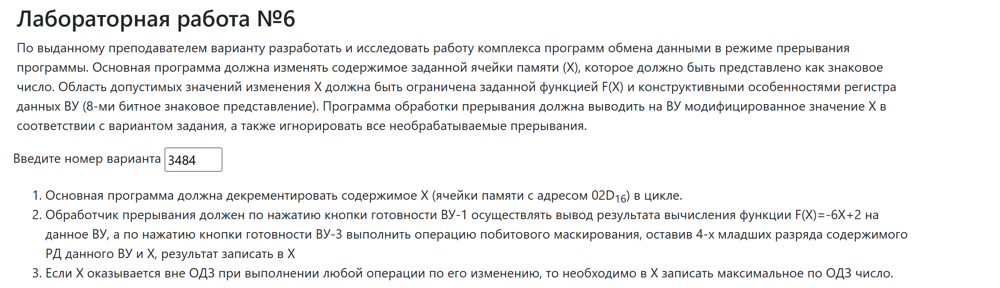 Лабораторная работа №6
По выданному преподавателем варианту разработать и исследовать работу комплекса программ обмена данными в режиме прерывания
программы. Основная программа должна изменять содержимое заданной ячейки памяти (Х), которое должно быть представлено как знаковое
число. Область допустимых значений изменения Х должна быть ограничена заданной функцией F(X) и конструктивными особенностями регистра
данных ВУ (8-ми битное знаковое представление). Программа обработки прерывания должна выводить на ВУ модифицированное значение Х в
соответствии с вариантом задания, а также игнорировать все необрабатываемые прерывания.
Введите номер варианта 3484
1. Основная программа должна декрементировать содержимое X (ячейки памяти с адресом 02D₁₆) в цикле.
2. Обработчик прерывания должен по нажатию кнопки готовности ВУ-1 осуществлять вывод результата вычисления функции F(X)=-6X+2 на
данное ВУ, а по нажатию кнопки готовности ВУ-3 выполнить операцию побитового маскирования, оставив 4-х младших разряда содержимого
РД данного ВУ и Х, результат записать в Х
3. Если Х оказывается вне ОДЗ при выполнении любой операции по его изменению, то необходимо в Х записать максимальное по ОДЗ число.